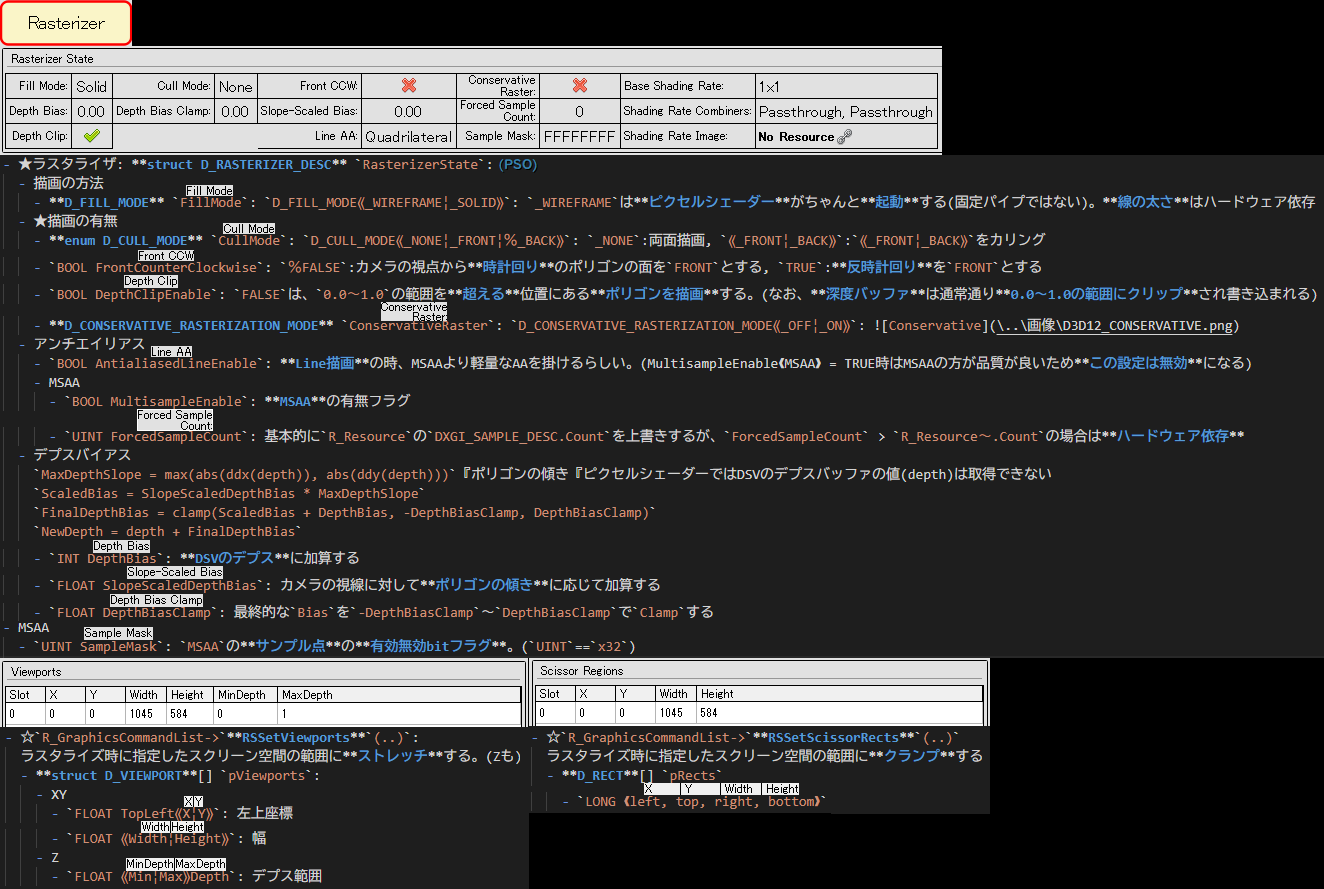 Rasterizer
Rasterizer State
Fill Mode: Solid Cull Mode: None Front CCW: Conservative Raster: Base Shading Rate: 1x1
Depth Bias: 0.00 Depth Bias Clamp: 0.00 Slope-Scaled Bias: 0.00 Forced Sample Count: 0 Shading Rate Combiners: Passthrough, Passthrough
Depth Clip: Line AA: Quadrilateral Sample Mask: FFFFFFFF Shading Rate Image: No Resource
- ★ラスタライザ: **struct D_RASTERIZER_DESC** `RasterizerState`: (PSO)
- 描画の方法
Fill Mode
- **D_FILL_MODE** `FillMode`: `D_FILL_MODE《_WIREFRAME¦_SOLID》`: `_WIREFRAME`は**ピクセルシェーダー**がちゃんと**起動**する(固定パイプではない)。**線の太さ**はハードウェア依存
- ★描画の有無
Cull Mode
- **enum D_CULL_MODE** `CullMode`: `D_CULL_MODE《_NONE¦_FRONT¦%_BACK》`: `_NONE`:両面描画, `《_FRONT¦_BACK》`:`《_FRONT¦_BACK》`をカリング
Front CCW
- `BOOL FrontCounterClockwise`: `%FALSE`:カメラの視点から**時計回り**のポリゴンの面を`FRONT`とする, `TRUE`:**反時計回り**を`FRONT`とする
Depth Clip
- `BOOL DepthClipEnable`: `FALSE`は、`0.0～1.0`の範囲を**超える**位置にある**ポリゴンを描画**する。(なお、**深度バッファ**は通常通り**0.0～1.0の範囲にクリップ**され書き込まれる)
Conservative Raster:
- **D_CONSERVATIVE_RASTERIZATION_MODE** `ConservativeRaster`: `D_CONSERVATIVE_RASTERIZATION_MODE《_OFF¦_ON》`: ![Conservative](\..\画像\D3D12_CONSERVATIVE.png)
- アンチエイリアス
Line AA
- `BOOL AntialiasedLineEnable`: **Line描画**の時、MSAAより軽量なAAを掛けるらしい。(MultisampleEnable《MSAA》 = TRUE時はMSAAの方が品質が良いため**この設定は無効**になる)
- MSAA
- `BOOL MultisampleEnable`: **MSAA**の有無フラグ
Forced Sample Count:
- `UINT ForcedSampleCount`: 基本的に`R_Resource`の`DXGI_SAMPLE_DESC.Count`を上書きするが、`ForcedSampleCount` > `R_Resource～.Count`の場合は**ハードウェア依存**
- デプスバイアス
`MaxDepthSlope = max(abs(ddx(depth)), abs(ddy(depth)))`『ポリゴンの傾き『ピクセルシェーダーではDSVのデプスバッファの値(depth)は取得できない
`ScaledBias = SlopeScaledDepthBias * MaxDepthSlope`
`FinalDepthBias = clamp(ScaledBias + DepthBias, -DepthBiasClamp, DepthBiasClamp)`
`NewDepth = depth + FinalDepthBias`
Depth Bias
- `INT DepthBias`: **DSVのデプス**に加算する
Slope-Scaled Bias
- `FLOAT SlopeScaledDepthBias`: カメラの視線に対して**ポリゴンの傾き**に応じて加算する
Depth Bias Clamp
- `FLOAT DepthBiasClamp`: 最終的な`Bias`を`-DepthBiasClamp`～`DepthBiasClamp`で`Clamp`する
- MSAA
Sample Mask
- `UINT SampleMask`: `MSAA`の**サンプル点**の**有効無効bitフラグ**。(`UINT`==`x32`)
Viewports
Slot X Y Width Height MinDepth MaxDepth
0 0 0 1045 584 0 1
- ☆`R_GraphicsCommandList->`**RSSetViewports**`(..)`:
ラスタライズ時に指定したスクリーン空間の範囲に**ストレッチ**する。(Zも)
- **struct D_VIEWPORT**[] `pViewports`:
- XY
X Y
- `FLOAT TopLeft《X¦Y》`: 左上座標
Width Height
- `FLOAT 《Width¦Height》`: 幅
- Z
MinDepth MaxDepth
- `FLOAT 《Min¦Max》Depth`: デプス範囲
Scissor Regions
Slot X Y Width Height
0 0 0 1045 584
- ☆`R_GraphicsCommandList->`**RSSetScissorRects**`(..)`
ラスタライズ時に指定したスクリーン空間の範囲に**クランプ**する
- **D_RECT**[] `pRects`
X Y Width Height
- `LONG 《left, top, right, bottom》`